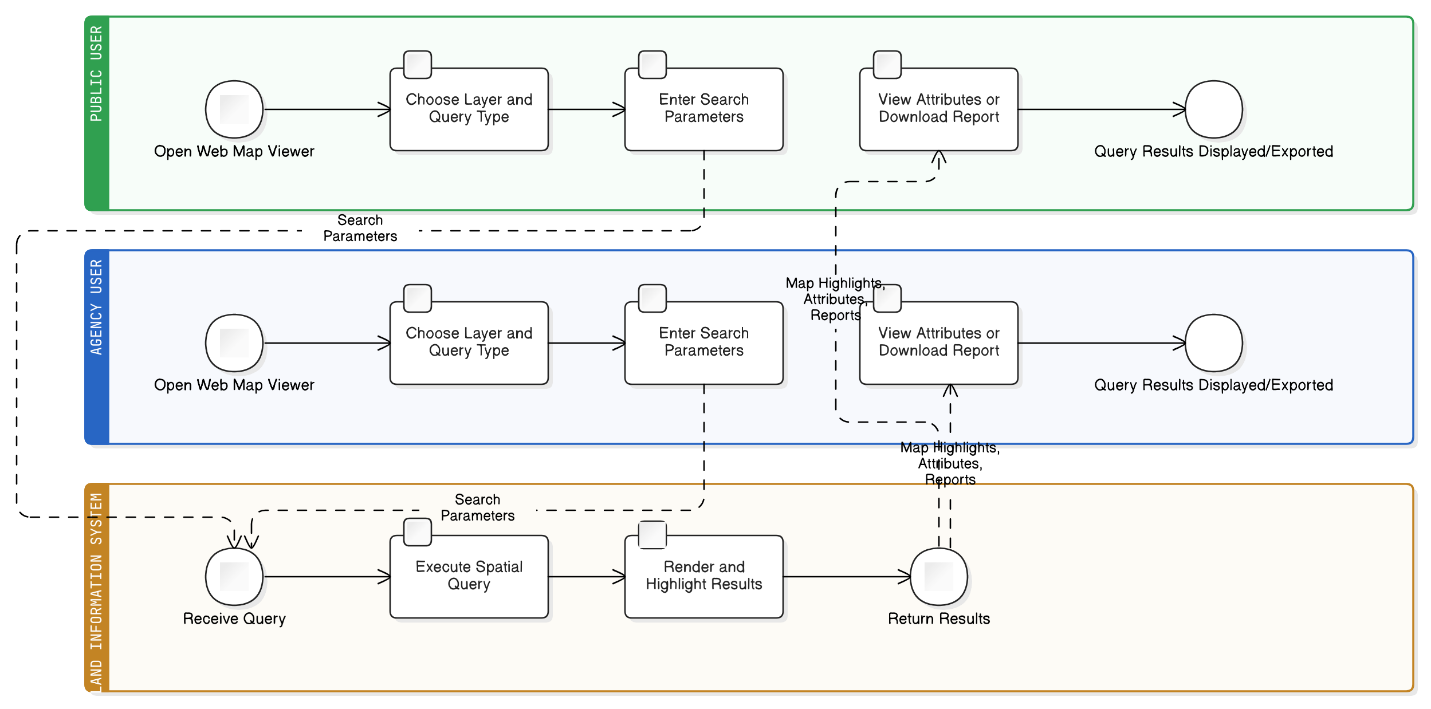 PUBLIC USER
Open Web Map Viewer
Choose Layer and
Query Type
Enter Search
Parameters
View Attributes or
Download Report
Query Results Displayed/Exported
Search
Parameters
AGENCY USER
Open Web Map Viewer
Choose Layer and
Query Type
Enter Search
Parameters
Map Highlights,
Attributes,
Reports
View Attributes or
Download Report
Query Results Displayed/Exported
Map Highlights,
Attributes,
Reports
LAND INFORMATION SYSTEM
Search
Parameters
Receive Query
Execute Spatial
Query
Render and
Highlight Results
Return Results